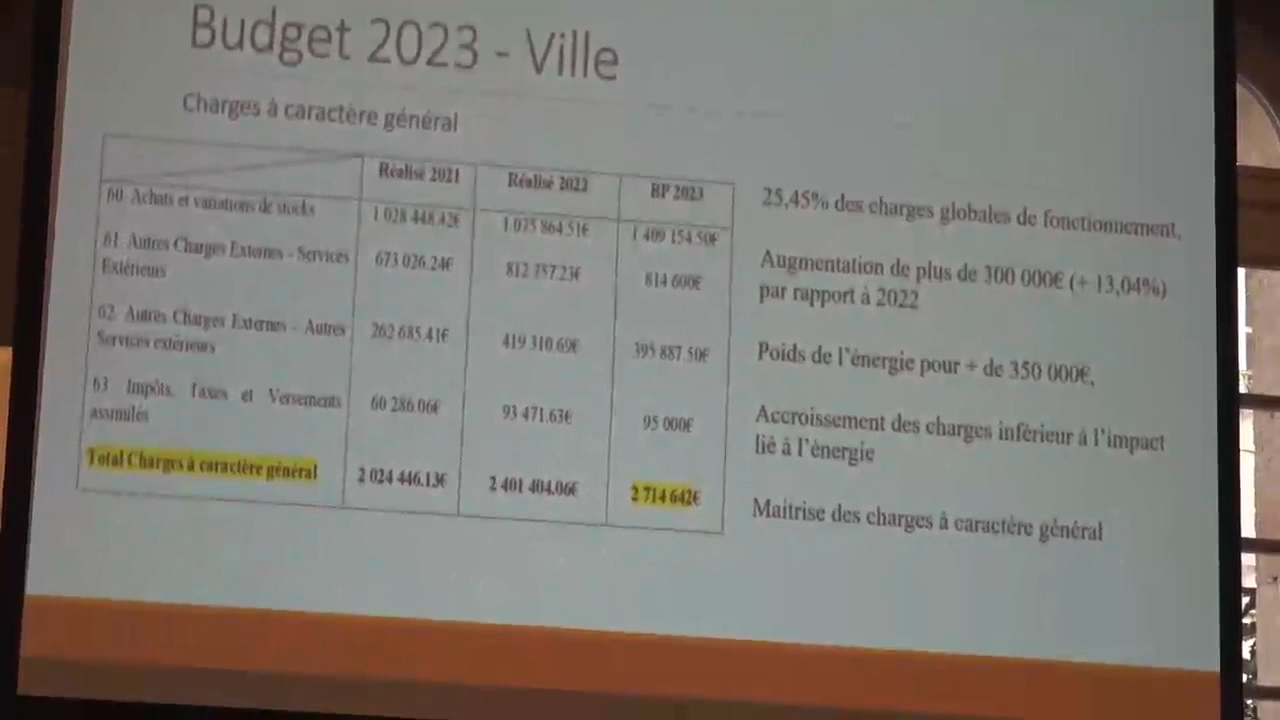 Budget 2023 - Ville
Charges à caractère général
Réalisé 2021 Réalisé 2022 BP 2023
60. Achats et variations de stocks 1 028 448.42€ 1 075 864.51€ 1 409 154.50€
61. Autres Charges Externes - Services
Extérieurs 673 026.24€ 812 757.23€ 814 600€
62. Autres Charges Externes - Autres
Services extérieurs 262 685.41€ 419 310.69€ 395 887.50€
63 Impôts, Taxes et Versements
assimilés 60 286.06€ 93 471.63€ 95 000€
Total Charges à caractère général 2 024 446.13€ 2 401 404.06€ 2 714 642€
25,45% des charges globales de fonctionnement,
Augmentation de plus de 300 000€ (+ 13,04%)
par rapport à 2022
Poids de l'énergie pour + de 350 000€,
Accroissement des charges inférieur à l'impact
lié à l'énergie
Maitrise des charges à caractère général